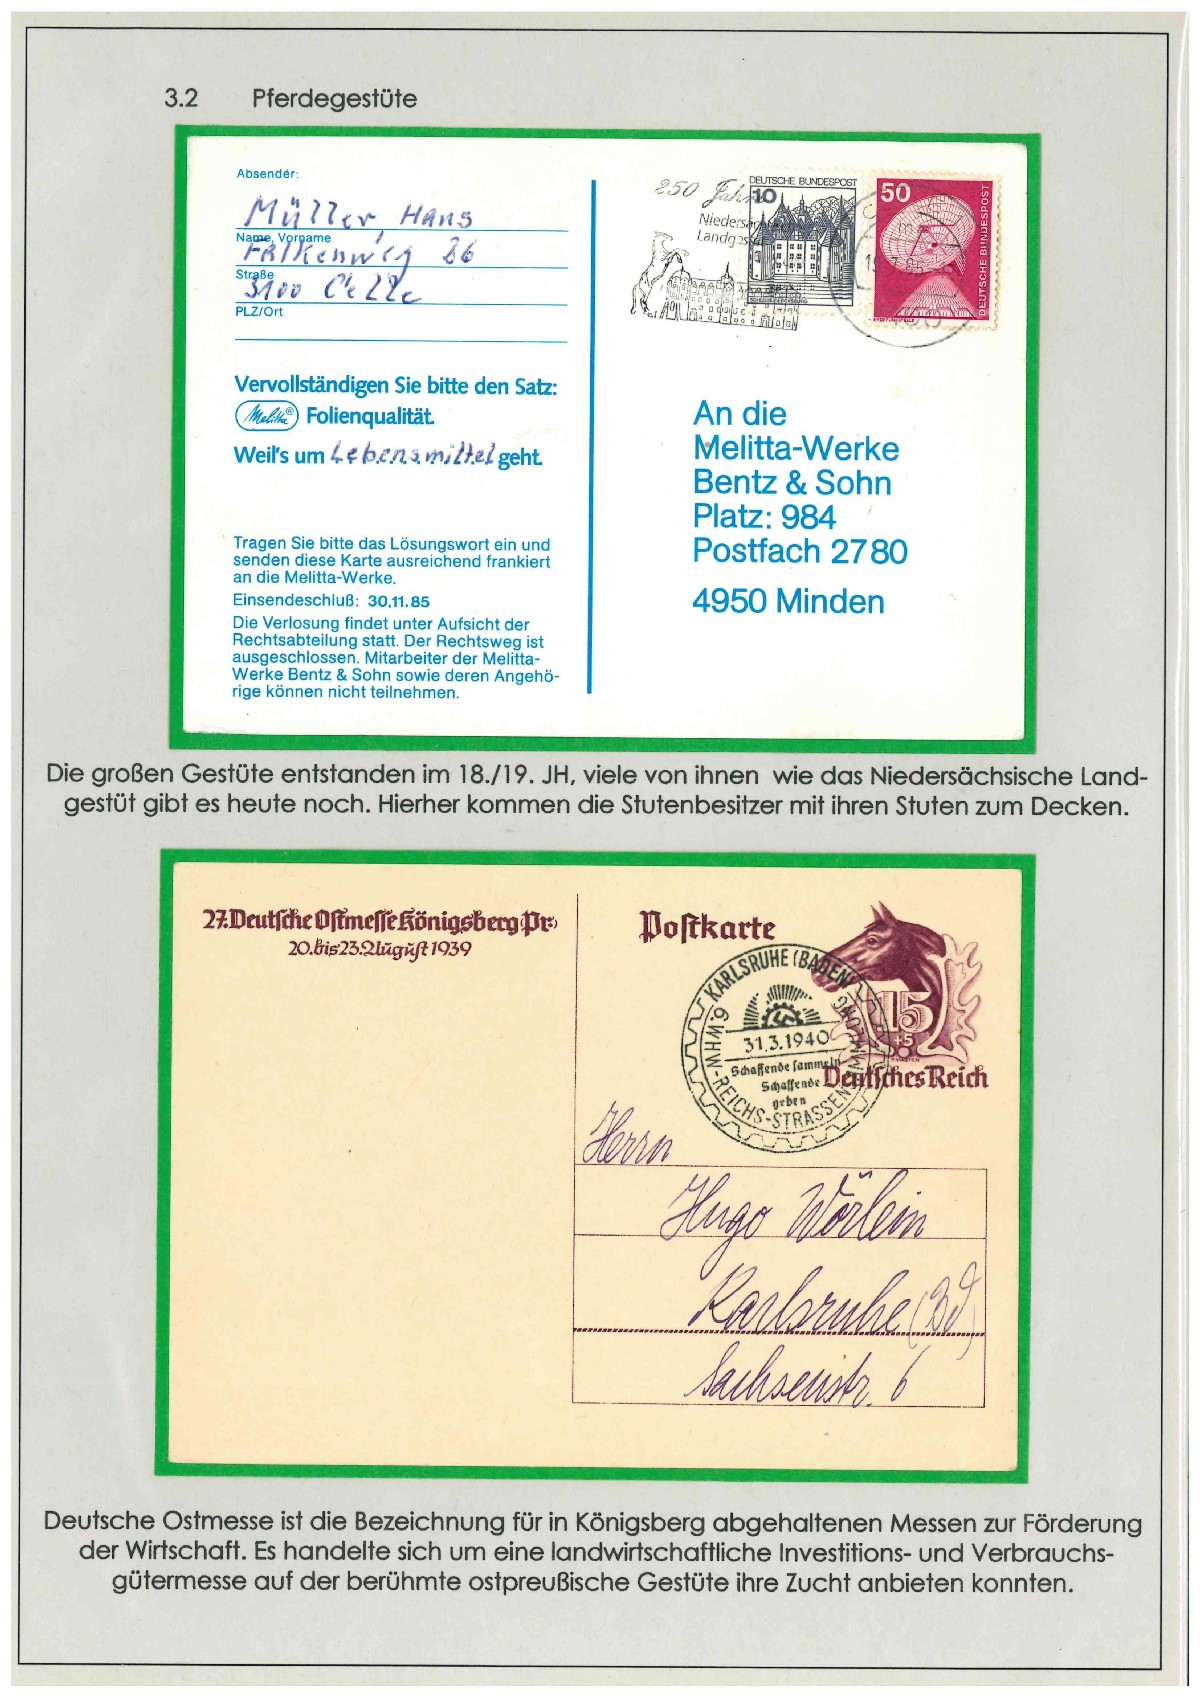 3.2 Pferdegestüte
Absender:
Müller, Hans
Name, Vorname
Falkenweg 26
Straße
3100 Celle
PLZ/Ort
Vervollständigen Sie bitte den Satz:
Melitta® Folienqualität.
Weil's um Lebensmittel geht.
Tragen Sie bitte das Lösungswort ein und
senden diese Karte ausreichend frankiert
an die Melitta-Werke.
Einsendeschluß: 30.11.85
Die Verlosung findet unter Aufsicht der
Rechtsabteilung statt. Der Rechtsweg ist
ausgeschlossen. Mitarbeiter der Melitta-
Werke Bentz & Sohn sowie deren Angehö-
rige können nicht teilnehmen.
250 Jahre
Niedersäch
Landges
DEUTSCHE BUNDESPOST
10
50
DEUTSCHE BUNDESPOST
An die
Melitta-Werke
Bentz & Sohn
Platz: 984
Postfach 2780
4950 Minden
Die großen Gestüte entstanden im 18./19. JH, viele von ihnen wie das Niedersächsische Land-
gestüt gibt es heute noch. Hierher kommen die Stutenbesitzer mit ihren Stuten zum Decken.
27. Deutsche Ostmesse Königsberg (Pr.)
20. bis 23. August 1939
Postkarte
15
+5
Deutsches Reich
KARLSRUHE (BADEN)
6. WHW-REICHS-STRASSENSAMMLUNG
31.3.1940
Schaffende sammeln
Schaffende
geben
Herrn
Hugo Wörlein
Karlsruhe (Bd)
Sachsenstr. 6
Deutsche Ostmesse ist die Bezeichnung für in Königsberg abgehaltenen Messen zur Förderung
der Wirtschaft. Es handelte sich um eine landwirtschaftliche Investitions- und Verbrauchs-
gütermesse auf der berühmte ostpreußische Gestüte ihre Zucht anbieten konnten.